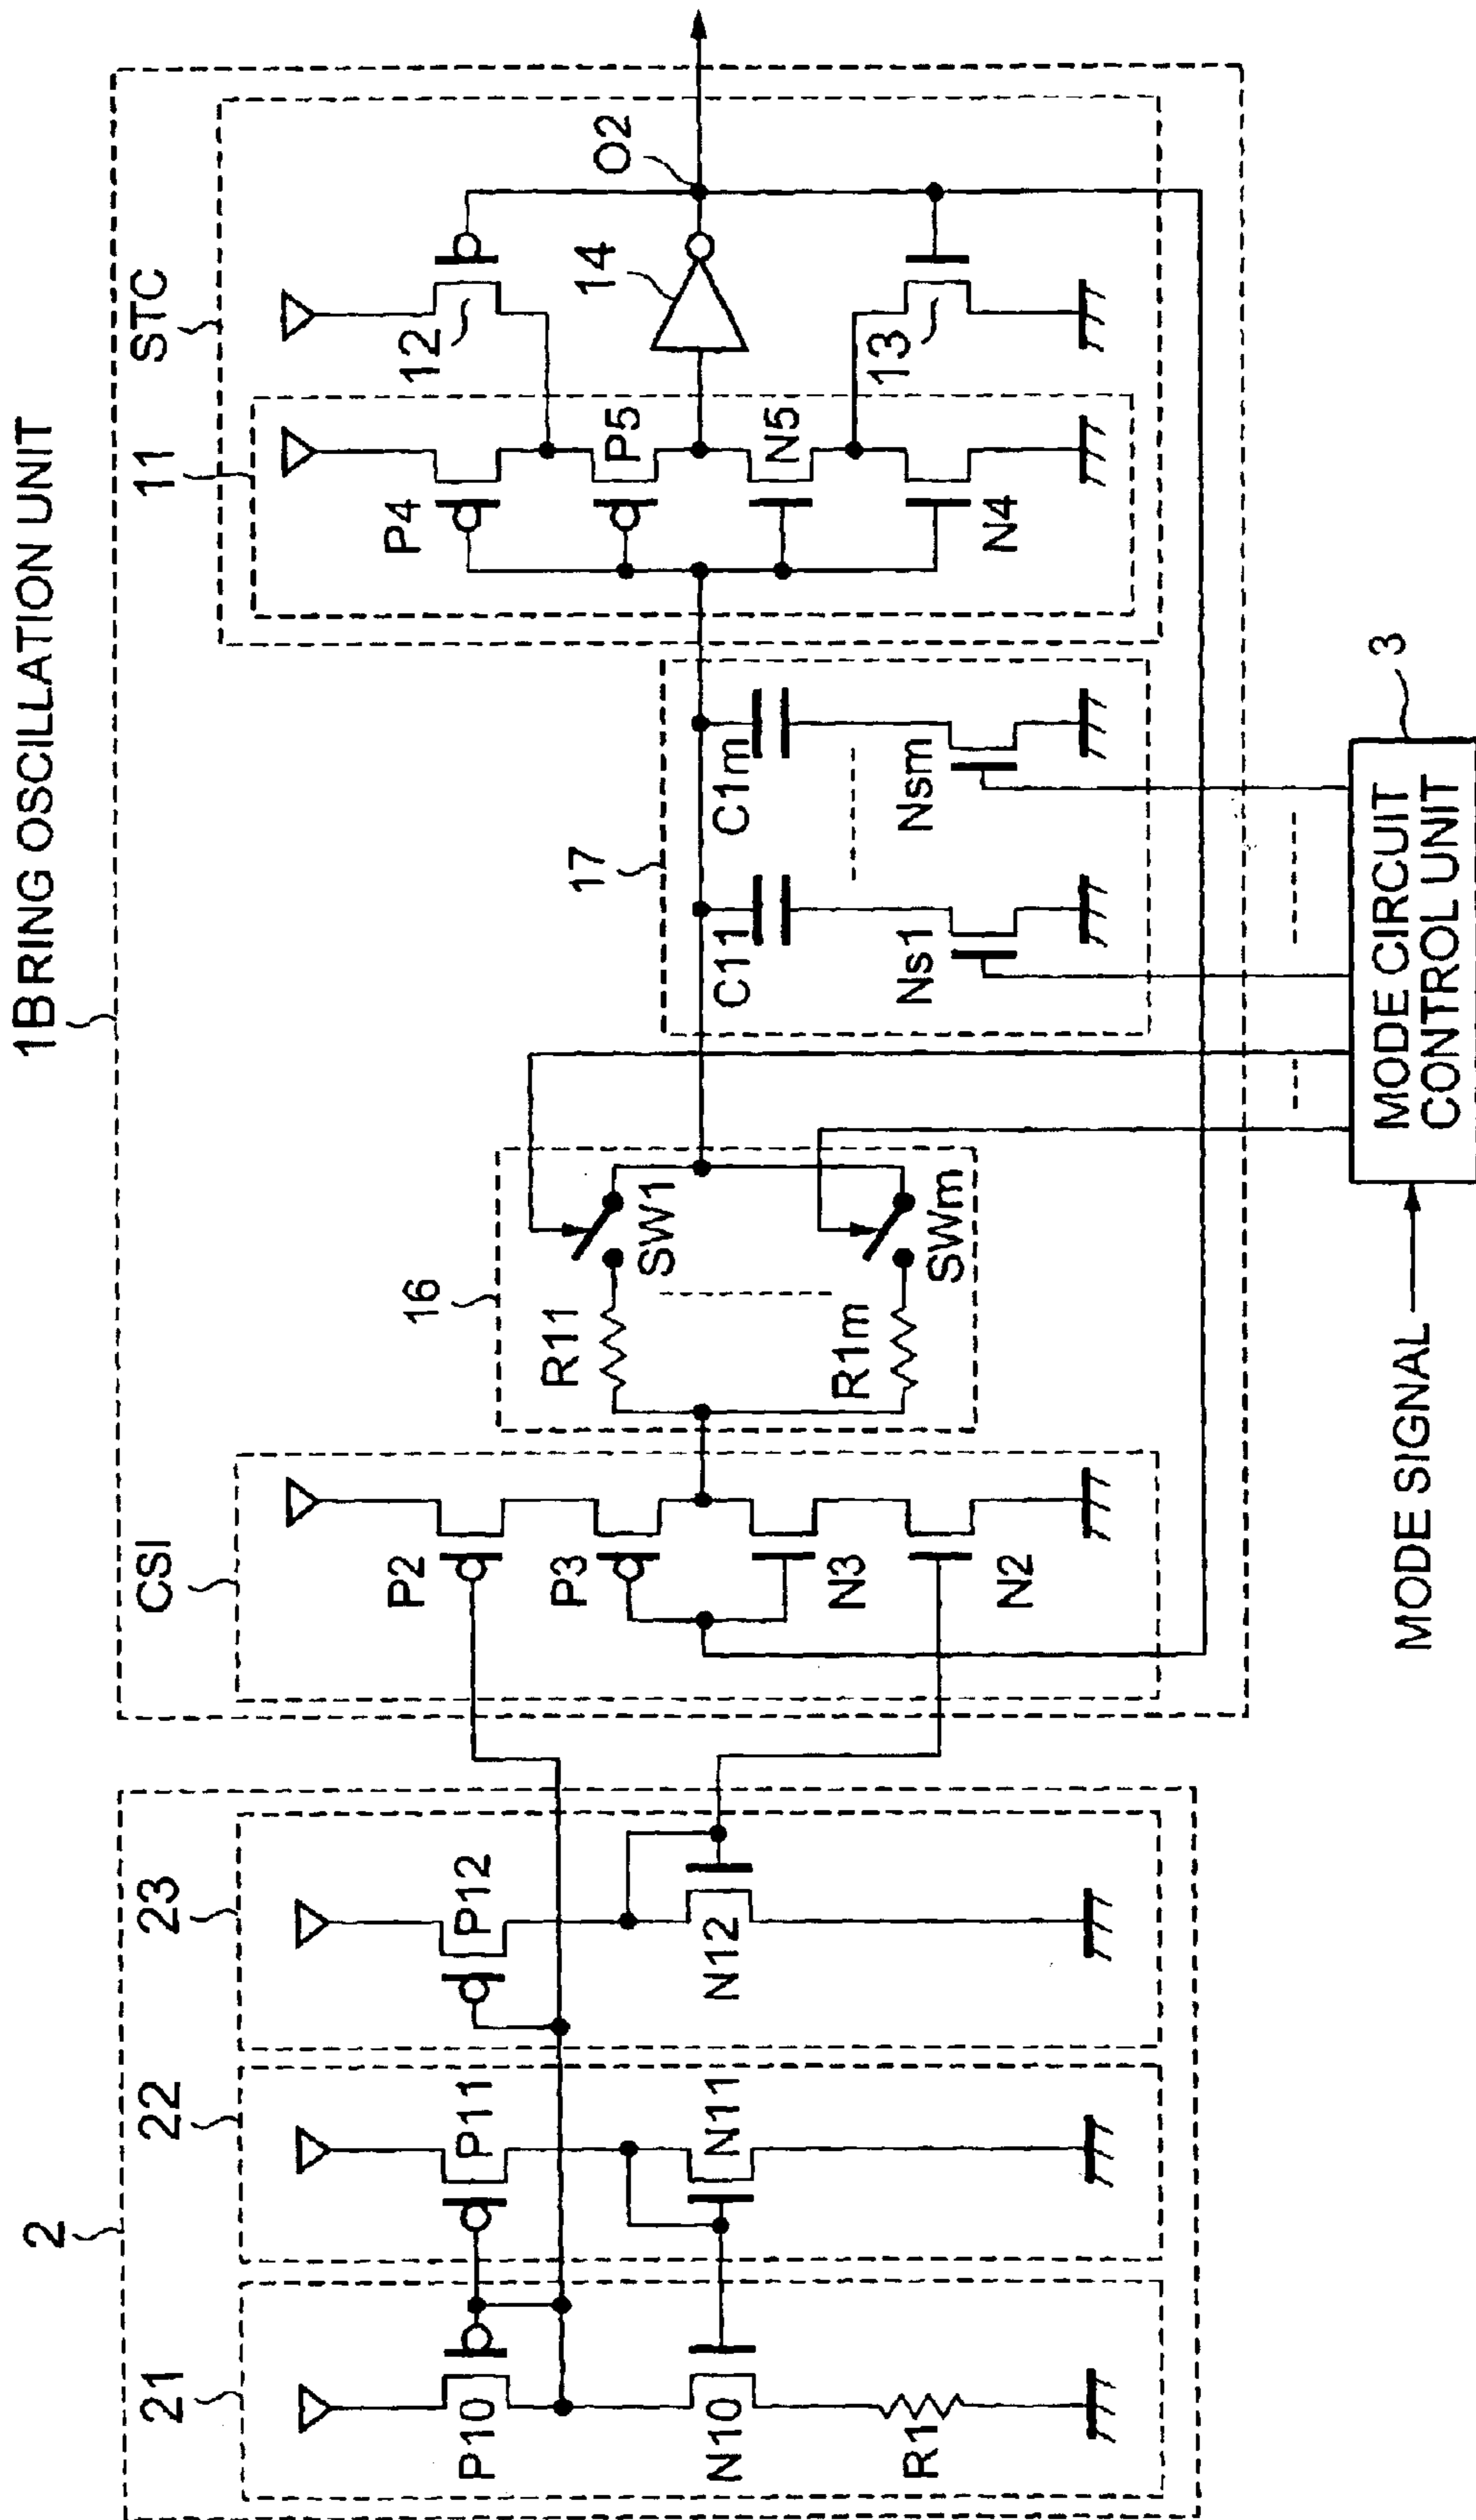 1B RING OSCILLATION UNIT
2
21
22
23
P10
P11
P12
N10
N11
N12
R1
CSI
P2
P3
N3
N2
16
R11
SW1
R1m
SWm
17
C11
C1m
Ns1
Nsm
STC
11
P4
P5
N5
N4
12
13
14
O2
MODE SIGNAL
MODE CIRCUIT
CONTROL UNIT
3